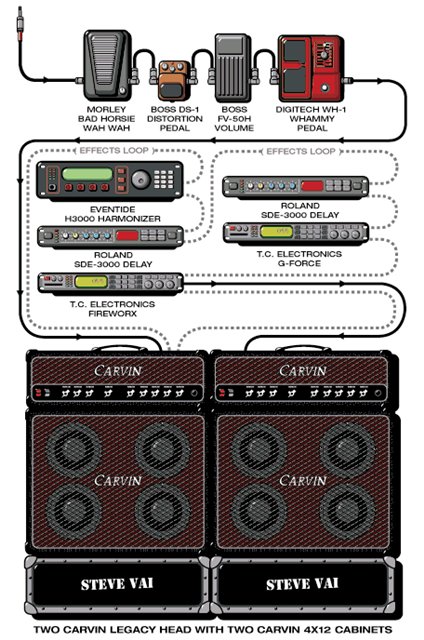 MORLEY
BAD HORSIE
WAH WAH
BOSS DS-1
DISTORTION
PEDAL
BOSS
FV-50H
VOLUME
DIGITECH WH-1
WHAMMY
PEDAL
EFFECTS LOOP
EFFECTS LOOP
EVENTIDE
H3000 HARMONIZER
ROLAND
SDE-3000 DELAY
ROLAND
SDE-3000 DELAY
T.C. ELECTRONICS
G-FORCE
T.C. ELECTRONICS
FIREWORX
CARVIN
CARVIN
CARVIN
CARVIN
STEVE VAI
STEVE VAI
TWO CARVIN LEGACY HEAD WITH TWO CARVIN 4X12 CABINETS